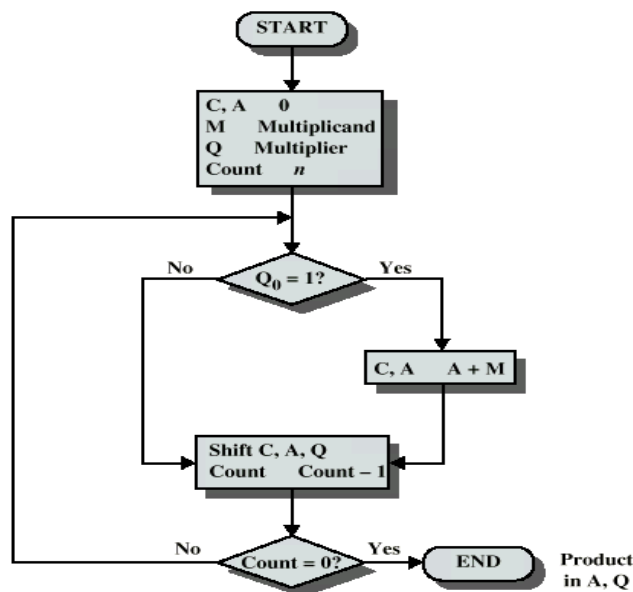 START
C, A 0
M Multiplicand
Q Multiplier
Count n
No
Yes
Q0 = 1?
C, A A + M
Shift C, A, Q
Count Count – 1
No
Yes
Count = 0?
END
Product
in A, Q